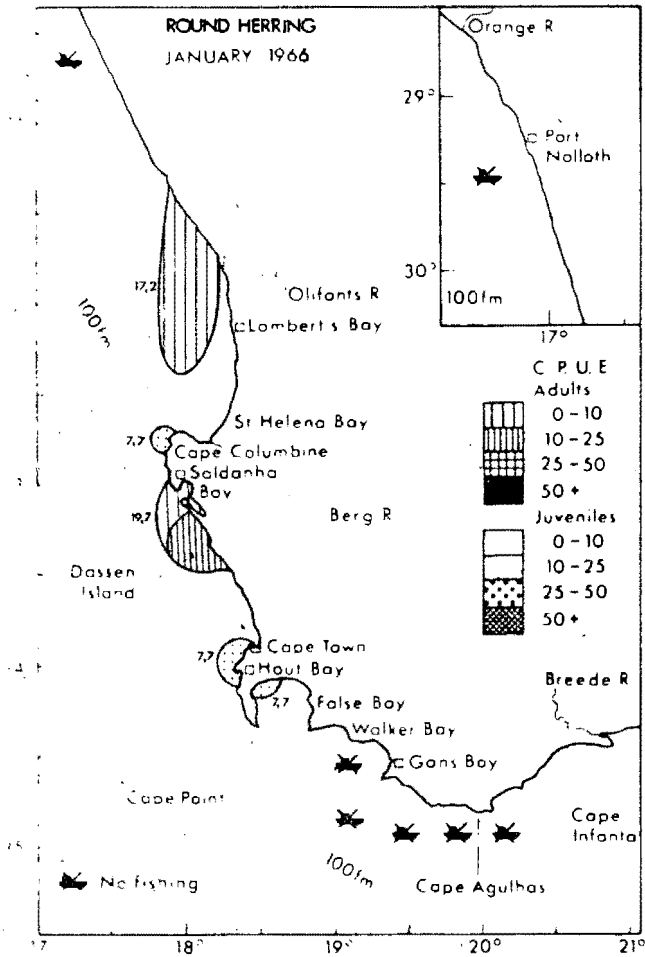 ROUND HERRING
JANUARY 1966
Orange R
29°
Port
Nolloth
30°
100fm
17°
17,2
100fm
Olifants R
Lambert's Bay
C P. U. E
Adults
0-10
10-25
25-50
50+
Juveniles
0-10
10-25
25-50
50+
St Helena Bay
7,7
Cape Columbine
Saldanha
Bay
19,7
Berg R
Dassen
Island
Cape Town
7,7
Hout Bay
7,7
False Bay
Breede R
Walker Bay
Gans Bay
Cape Point
Cape
Infanta
100fm
No fishing
Cape Agulhas
17
18°
19°
20°
21°